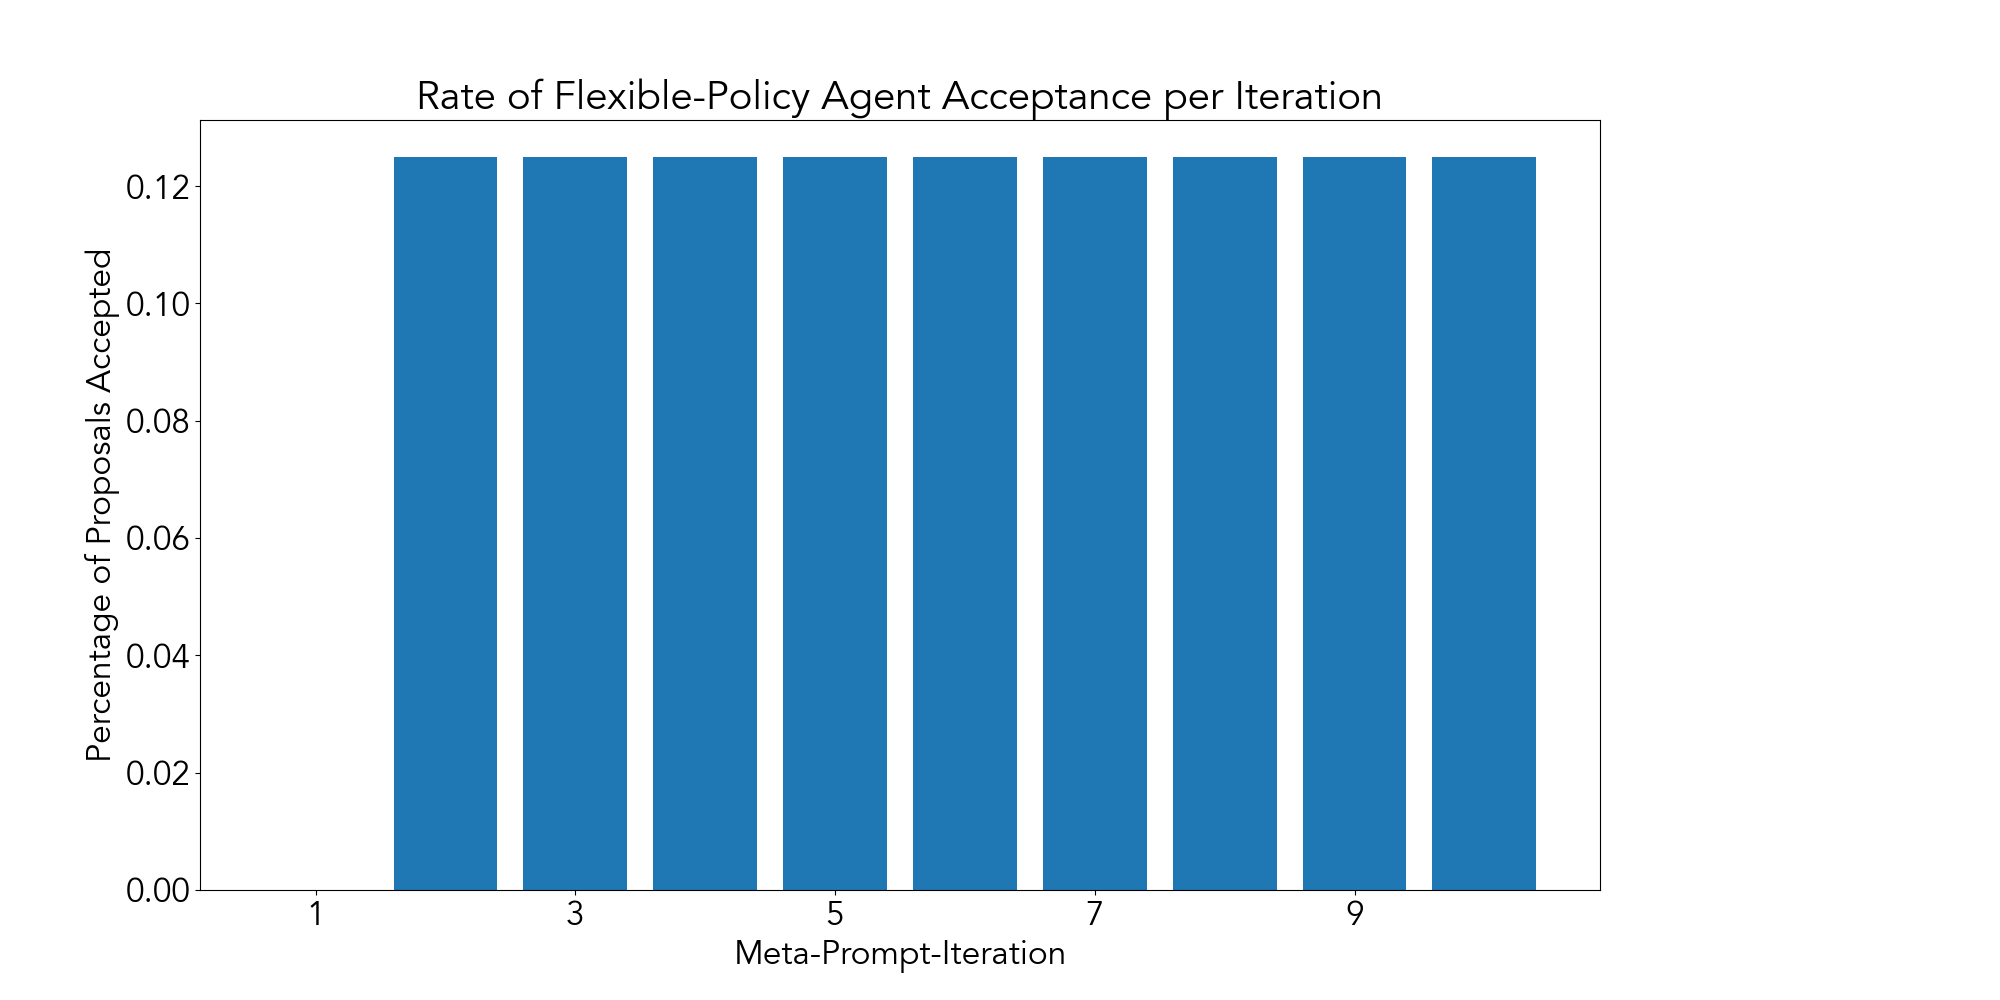 Rate of Flexible-Policy Agent Acceptance per Iteration
Percentage of Proposals Accepted
0.12
0.10
0.08
0.06
0.04
0.02
0.00
1 3 5 7 9
Meta-Prompt-Iteration